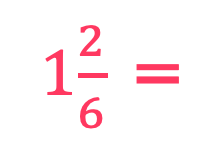 1 2/6 =